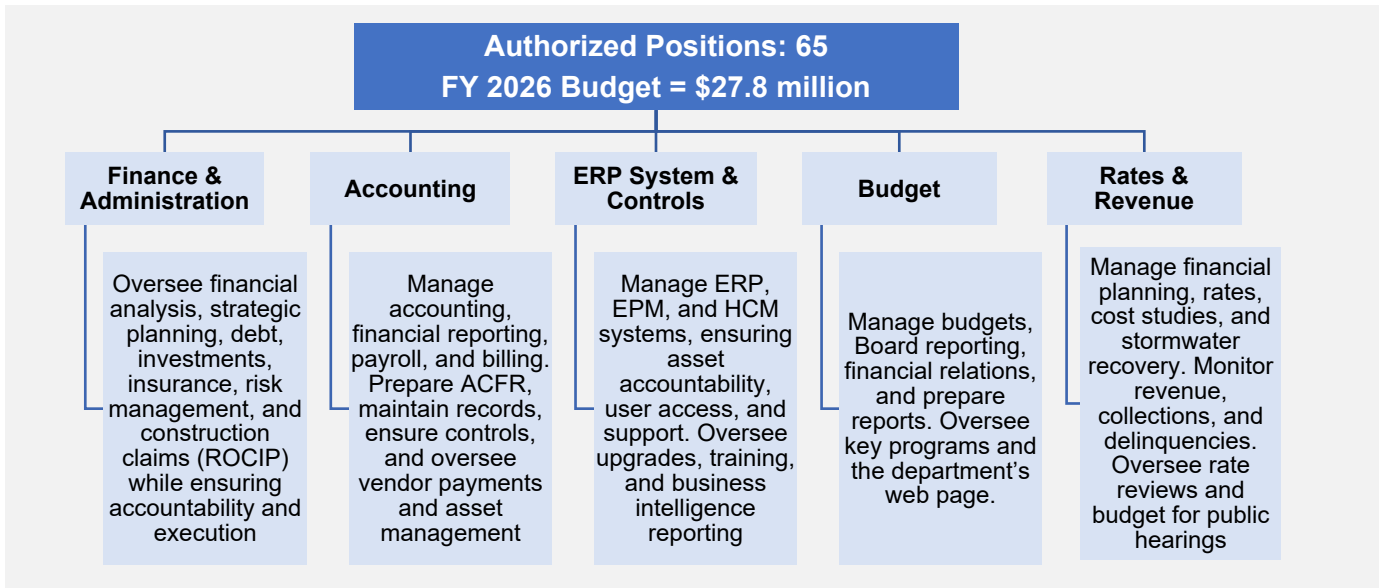 Authorized Positions: 65
FY 2026 Budget = $27.8 million
Finance &
Administration
Oversee financial
analysis, strategic
planning, debt,
investments,
insurance, risk
management, and
construction
claims (ROCIP)
while ensuring
accountability and
execution
Accounting
Manage
accounting,
financial reporting,
payroll, and billing.
Prepare ACFR,
maintain records,
ensure controls,
and oversee
vendor payments
and asset
management
ERP System &
Controls
Manage ERP,
EPM, and HCM
systems, ensuring
asset
accountability,
user access, and
support. Oversee
upgrades, training,
and business
intelligence
reporting
Budget
Manage budgets,
Board reporting,
financial relations,
and prepare
reports. Oversee
key programs and
the department’s
web page.
Rates &
Revenue
Manage financial
planning, rates,
cost studies, and
stormwater
recovery. Monitor
revenue,
collections, and
delinquencies.
Oversee rate
reviews and
budget for public
hearings